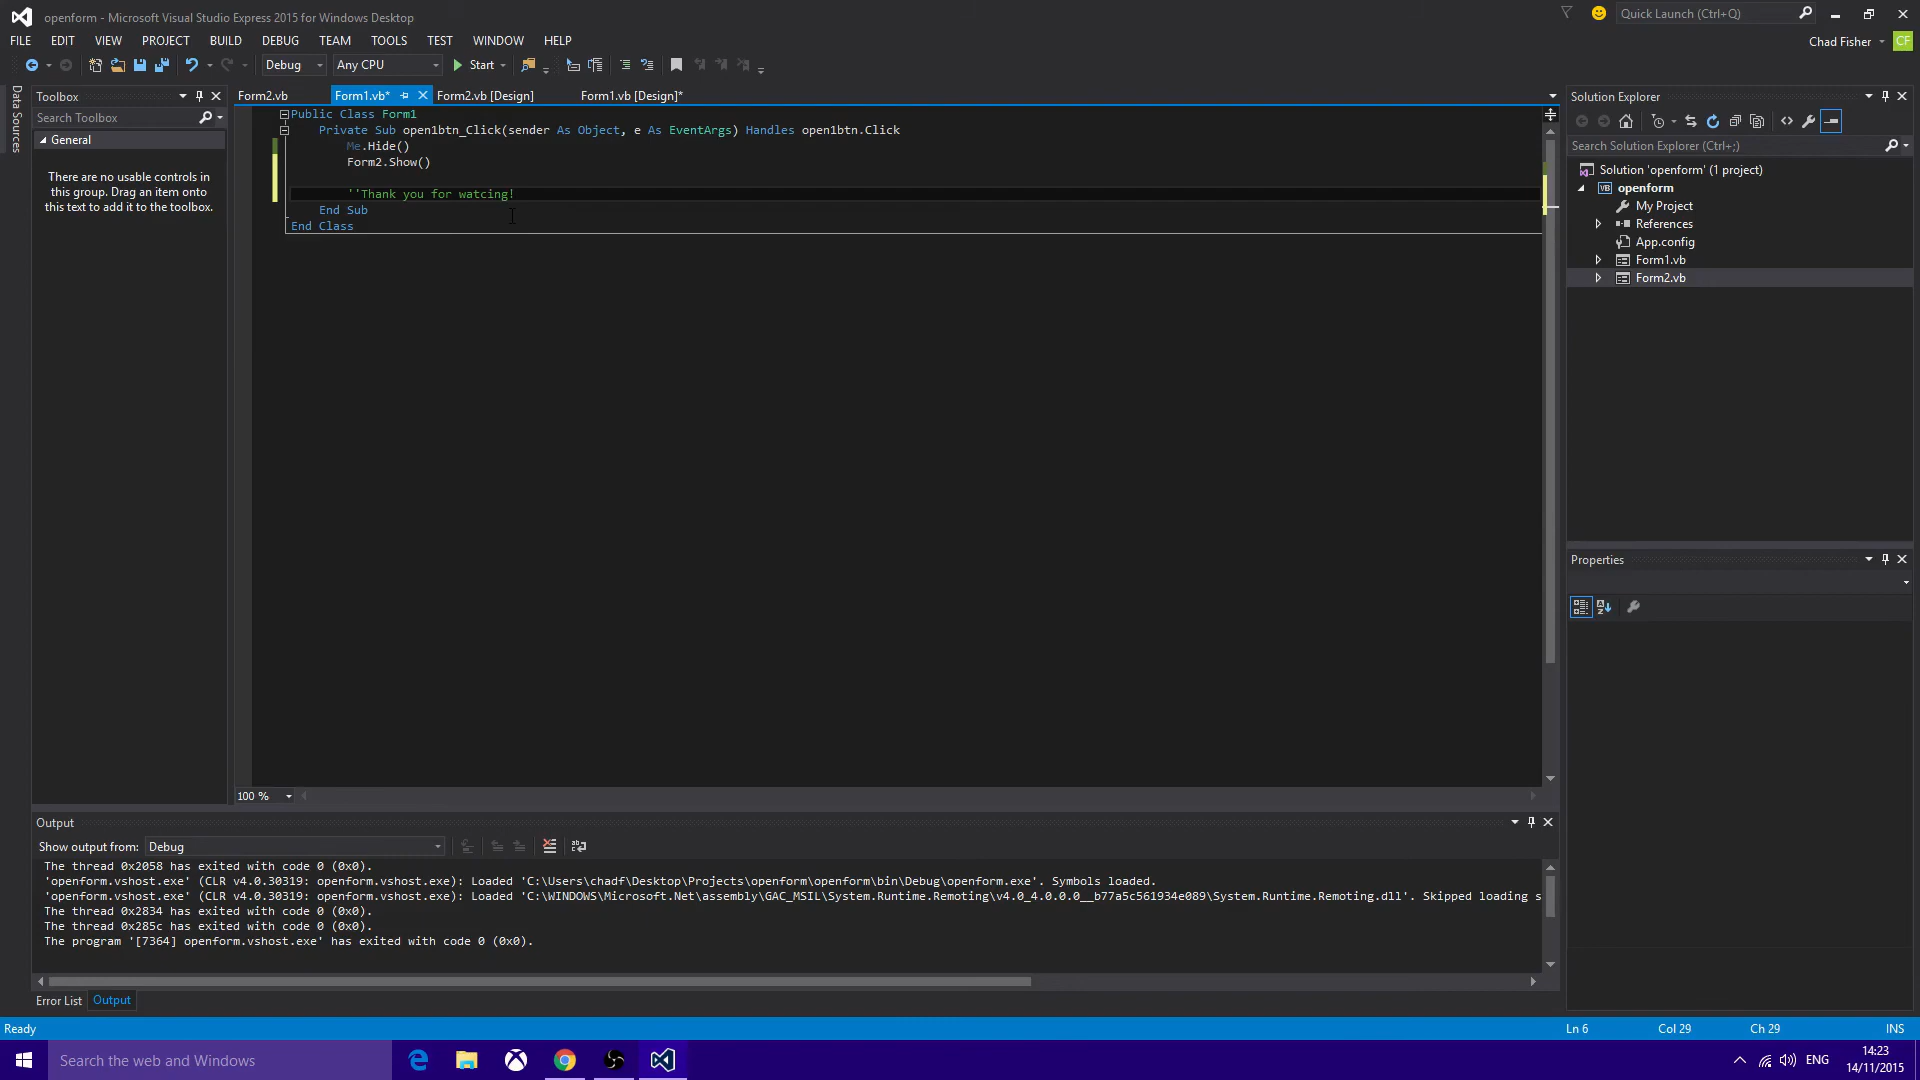 openform - Microsoft Visual Studio Express 2015 for Windows Desktop
Quick Launch (Ctrl+Q)
FILE EDIT VIEW PROJECT BUILD DEBUG TEAM TOOLS TEST WINDOW HELP
Chad Fisher CF
Debug Any CPU Start
Data Sources
Toolbox
Search Toolbox
General
There are no usable controls in
this group. Drag an item onto
this text to add it to the toolbox.
Form2.vb Form1.vb* Form2.vb [Design] Form1.vb [Design]*
Public Class Form1
Private Sub open1btn_Click(sender As Object, e As EventArgs) Handles open1btn.Click
Me.Hide()
Form2.Show()
''Thank you for watcing!
End Sub
End Class
100 %
Solution Explorer
Search Solution Explorer (Ctrl+;)
Solution 'openform' (1 project)
VB openform
My Project
References
App.config
Form1.vb
Form2.vb
Properties
Output
Show output from: Debug
The thread 0x2058 has exited with code 0 (0x0).
'openform.vshost.exe' (CLR v4.0.30319: openform.vshost.exe): Loaded 'C:\Users\chadf\Desktop\Projects\openform\openform\bin\Debug\openform.exe'. Symbols loaded.
'openform.vshost.exe' (CLR v4.0.30319: openform.vshost.exe): Loaded 'C:\WINDOWS\Microsoft.Net\assembly\GAC_MSIL\System.Runtime.Remoting\v4.0_4.0.0.0__b77a5c561934e089\System.Runtime.Remoting.dll'. Skipped loading s
The thread 0x2834 has exited with code 0 (0x0).
The thread 0x285c has exited with code 0 (0x0).
The program '[7364] openform.vshost.exe' has exited with code 0 (0x0).
Error List Output
Ready Ln 6 Col 29 Ch 29 INS
Search the web and Windows
ENG
14:23
14/11/2015